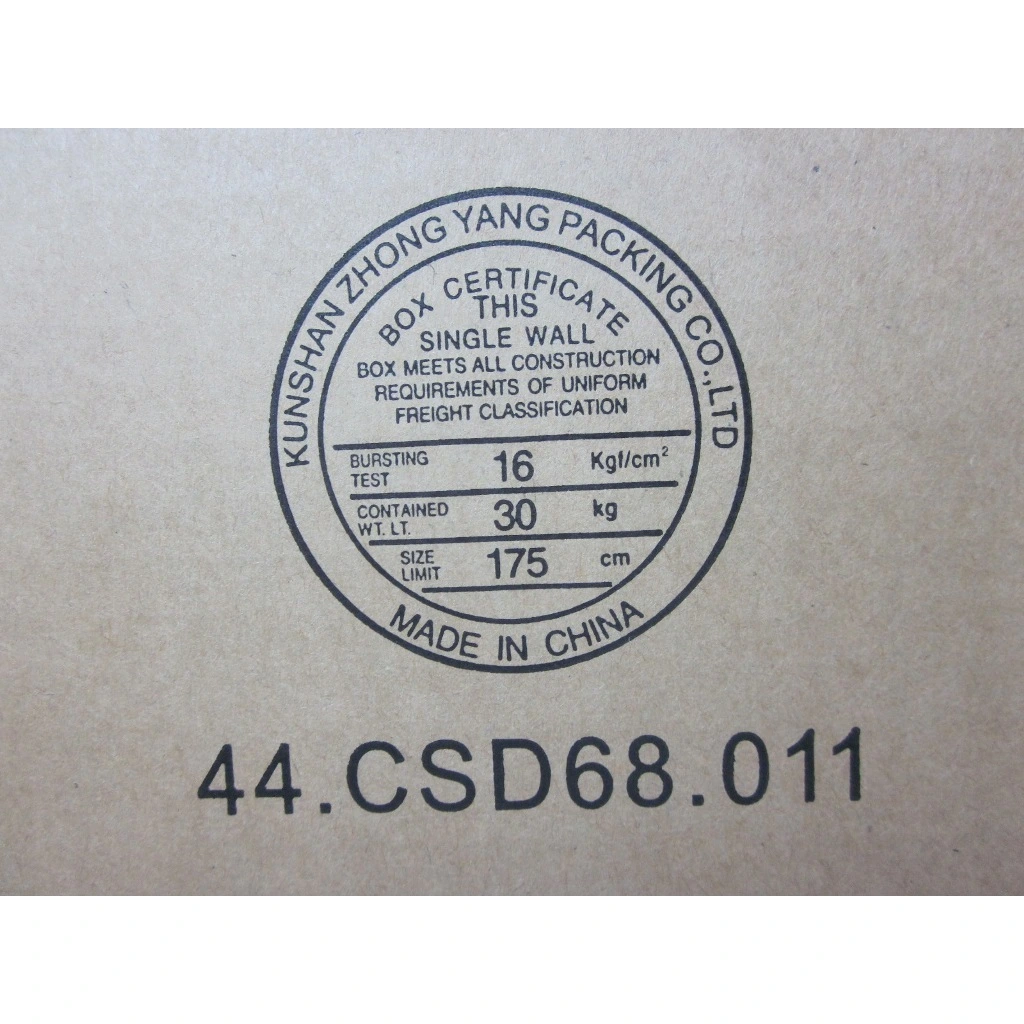 KUNSHAN ZHONG YANG PACKING CO.,LTD
BOX CERTIFICATE
THIS
SINGLE WALL
BOX MEETS ALL CONSTRUCTION
REQUIREMENTS OF UNIFORM
FREIGHT CLASSIFICATION
BURSTING TEST 16 Kgf/cm²
CONTAINED WT. LT. 30 kg
SIZE LIMIT 175 cm
MADE IN CHINA
44.CSD68.011